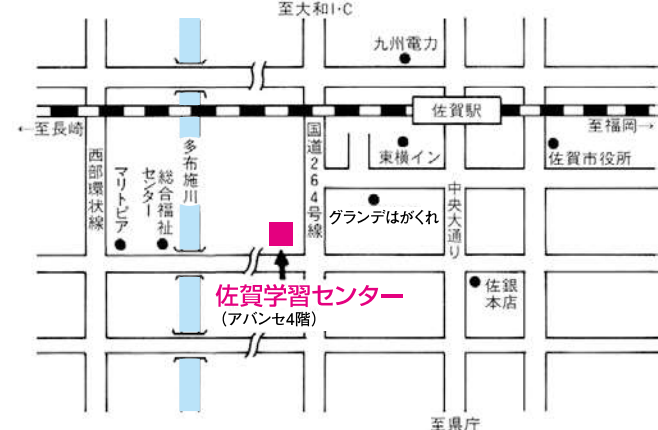 至大和I・C
九州電力
佐賀駅
←至長崎
至福岡→
国道264号線
東横イン
佐賀市役所
西部環状線
マリトピア
総合福祉
センター
多布施川
グランデはがくれ
中央大通り
佐賀学習センター
（アバンセ4階）
佐銀
本店
至県庁